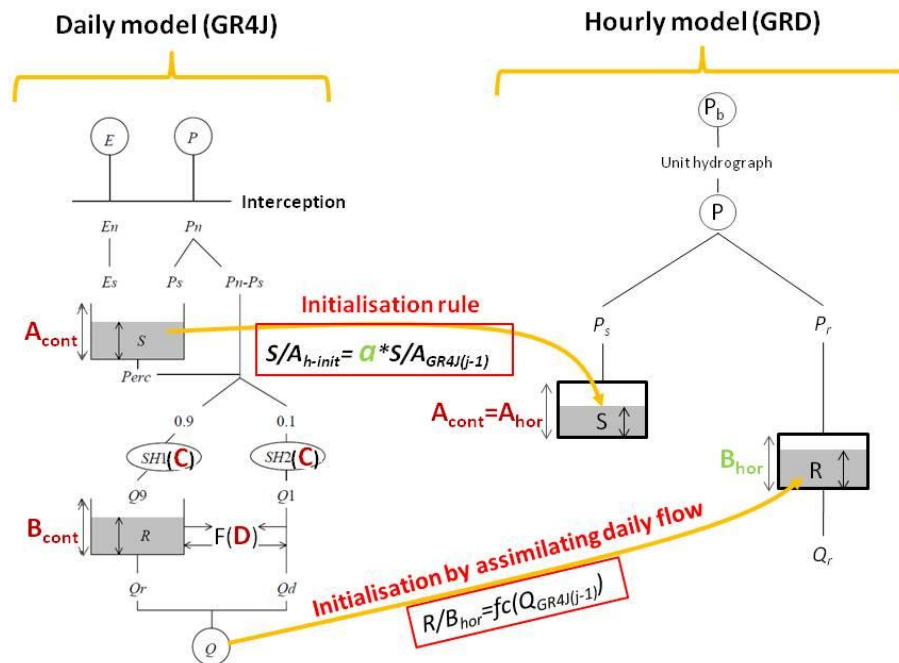 Daily model (GR4J)
Hourly model (GRD)
E
P
Interception
En
Pn
Es
Ps
Pn-Ps
A_cont
S
Perc
0.9
0.1
SH1(C)
SH2(C)
Q9
Q1
B_cont
R
F(D)
Qr
Qd
Q
Initialisation rule
S/A_h-init= a*S/A_GR4J(j-1)
Initialisation by assimilating daily flow
R/B_hor=fc(Q_GR4J(j-1))
P_b
Unit hydrograph
P
P_s
P_r
A_cont=A_hor
S
B_hor
R
Q_r